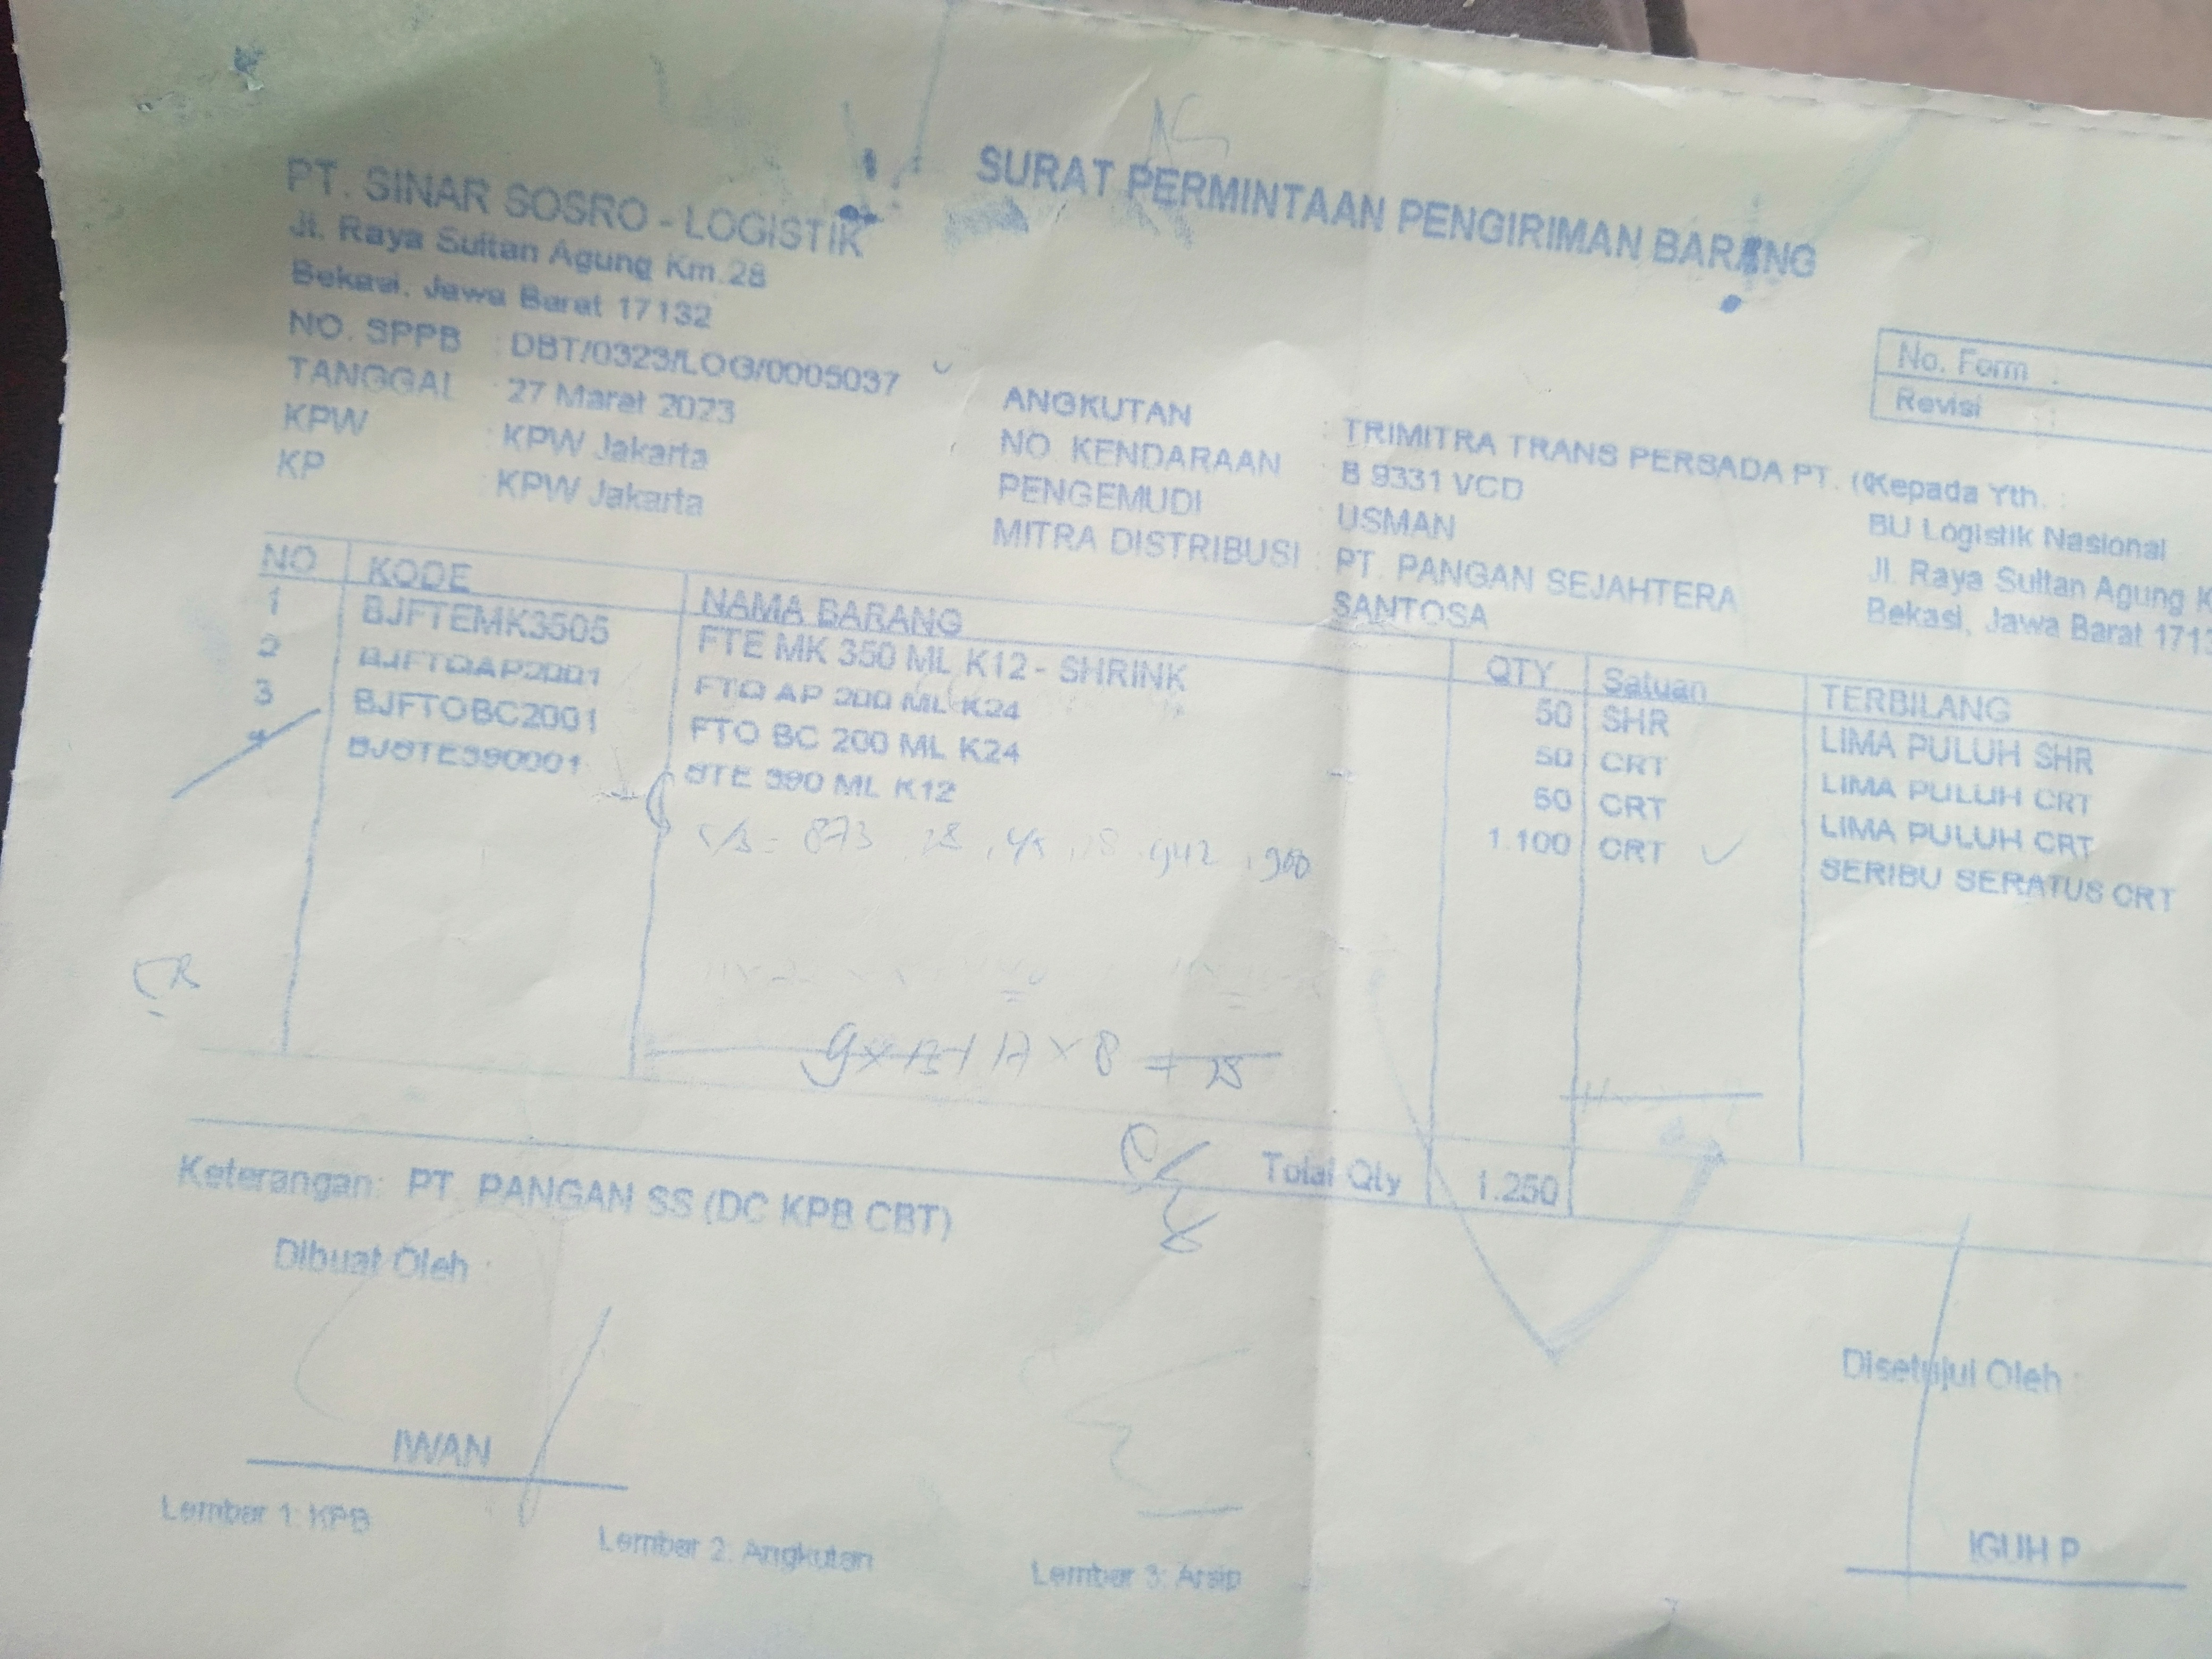 SURAT PERMINTAAN PENGIRIMAN BARANG
PT. SINAR SOSRO - LOGISTIK
Jl. Raya Sultan Agung Km.28
Bekasi, Jawa Barat 17132
NO. SPPB : DBT/0323/LOG/0005037
TANGGAL : 27 Maret 2023
KPW : KPW Jakarta
KP : KPW Jakarta
ANGKUTAN : TRIMITRA TRANS PERSADA PT. (
NO. KENDARAAN : B 9331 VCD
PENGEMUDI : USMAN
MITRA DISTRIBUSI : PT. PANGAN SEJAHTERA
SANTOSA
No. Form :
Revisi
Kepada Yth. :
BU Logistik Nasional
Jl. Raya Sultan Agung K
Bekasi, Jawa Barat 1713
NO KODE NAMA BARANG QTY Satuan TERBILANG
1 BJFTEMK3505 FTE MK 350 ML K12 - SHRINK 50 SHR LIMA PULUH SHR
2 BJFTOAP2001 FTO AP 200 ML K24 50 CRT LIMA PULUH CRT
3 BJFTOBC2001 FTO BC 200 ML K24 50 CRT LIMA PULUH CRT
4 BJSTE390001 STE 390 ML K12 1.100 CRT SERIBU SERATUS CRT
873 942 900
Total Qty 1.250
Keterangan: PT. PANGAN SS (DC KPB CBT)
Dibuat Oleh :
IWAN
Disetujui Oleh :
IGUH P
Lembar 1: KPB
Lembar 2: Angkutan
Lembar 3: Arsip